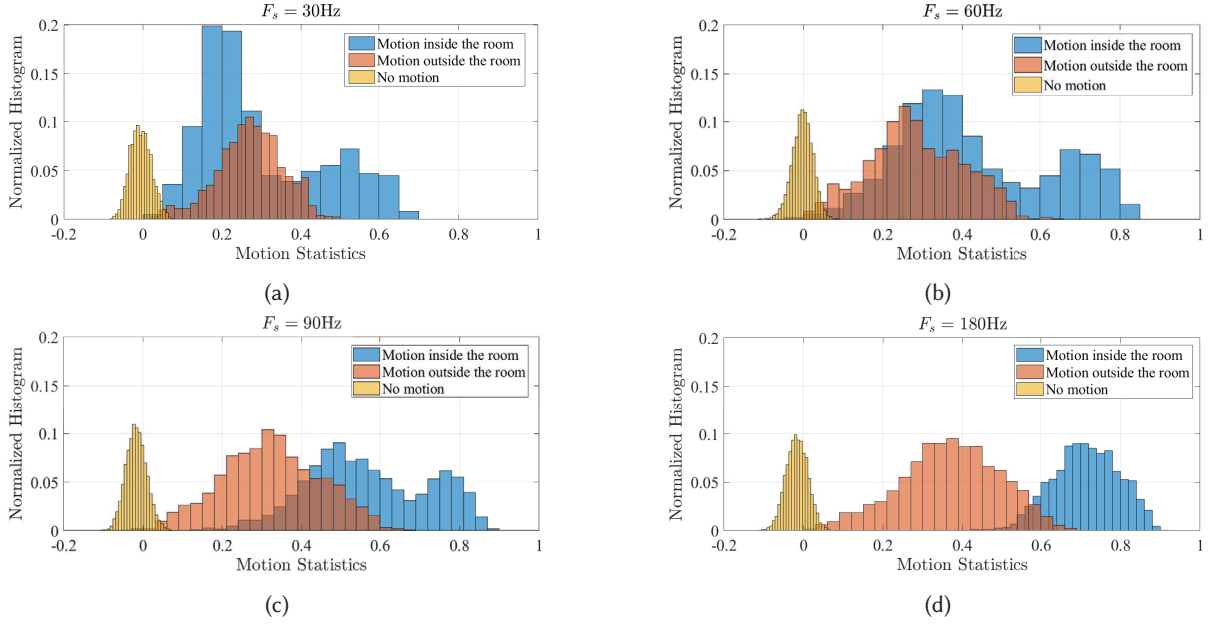 F_s = 30Hz
Normalized Histogram
0.2
0.15
0.1
0.05
0
Motion inside the room
Motion outside the room
No motion
-0.2 0 0.2 0.4 0.6 0.8 1
Motion Statistics
(a)
F_s = 60Hz
Normalized Histogram
0.2
0.15
0.1
0.05
0
Motion inside the room
Motion outside the room
No motion
-0.2 0 0.2 0.4 0.6 0.8 1
Motion Statistics
(b)
F_s = 90Hz
Normalized Histogram
0.2
0.15
0.1
0.05
0
Motion inside the room
Motion outside the room
No motion
-0.2 0 0.2 0.4 0.6 0.8 1
Motion Statistics
(c)
F_s = 180Hz
Normalized Histogram
0.2
0.15
0.1
0.05
0
Motion inside the room
Motion outside the room
No motion
-0.2 0 0.2 0.4 0.6 0.8 1
Motion Statistics
(d)